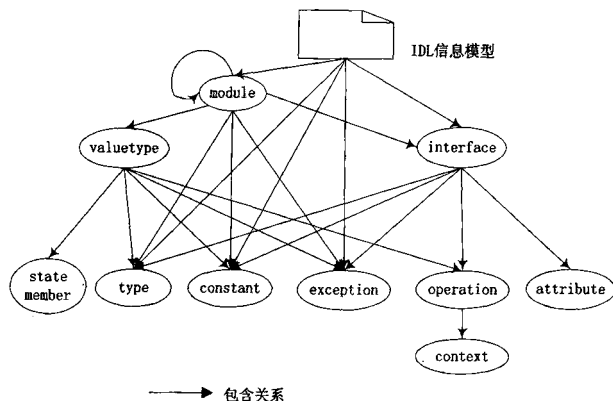 IDL信息模型
module
valuetype
interface
state
member
type
constant
exception
operation
attribute
context
包含关系